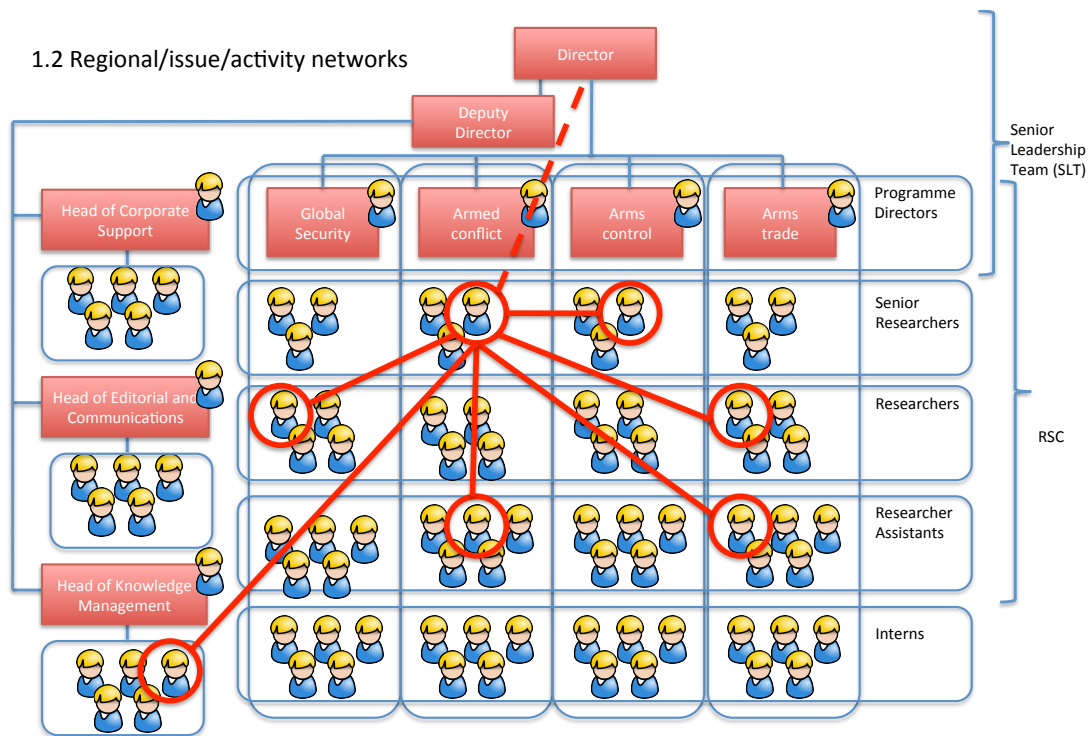 1.2 Regional/issue/activity networks
Director
Deputy
Director
Senior
Leadership
Team (SLT)
Head of Corporate
Support
Global
Security
Armed
conflict
Arms
control
Arms
trade
Programme
Directors
Senior
Researchers
Head of Editorial and
Communications
Researchers
RSC
Researcher
Assistants
Head of Knowledge
Management
Interns